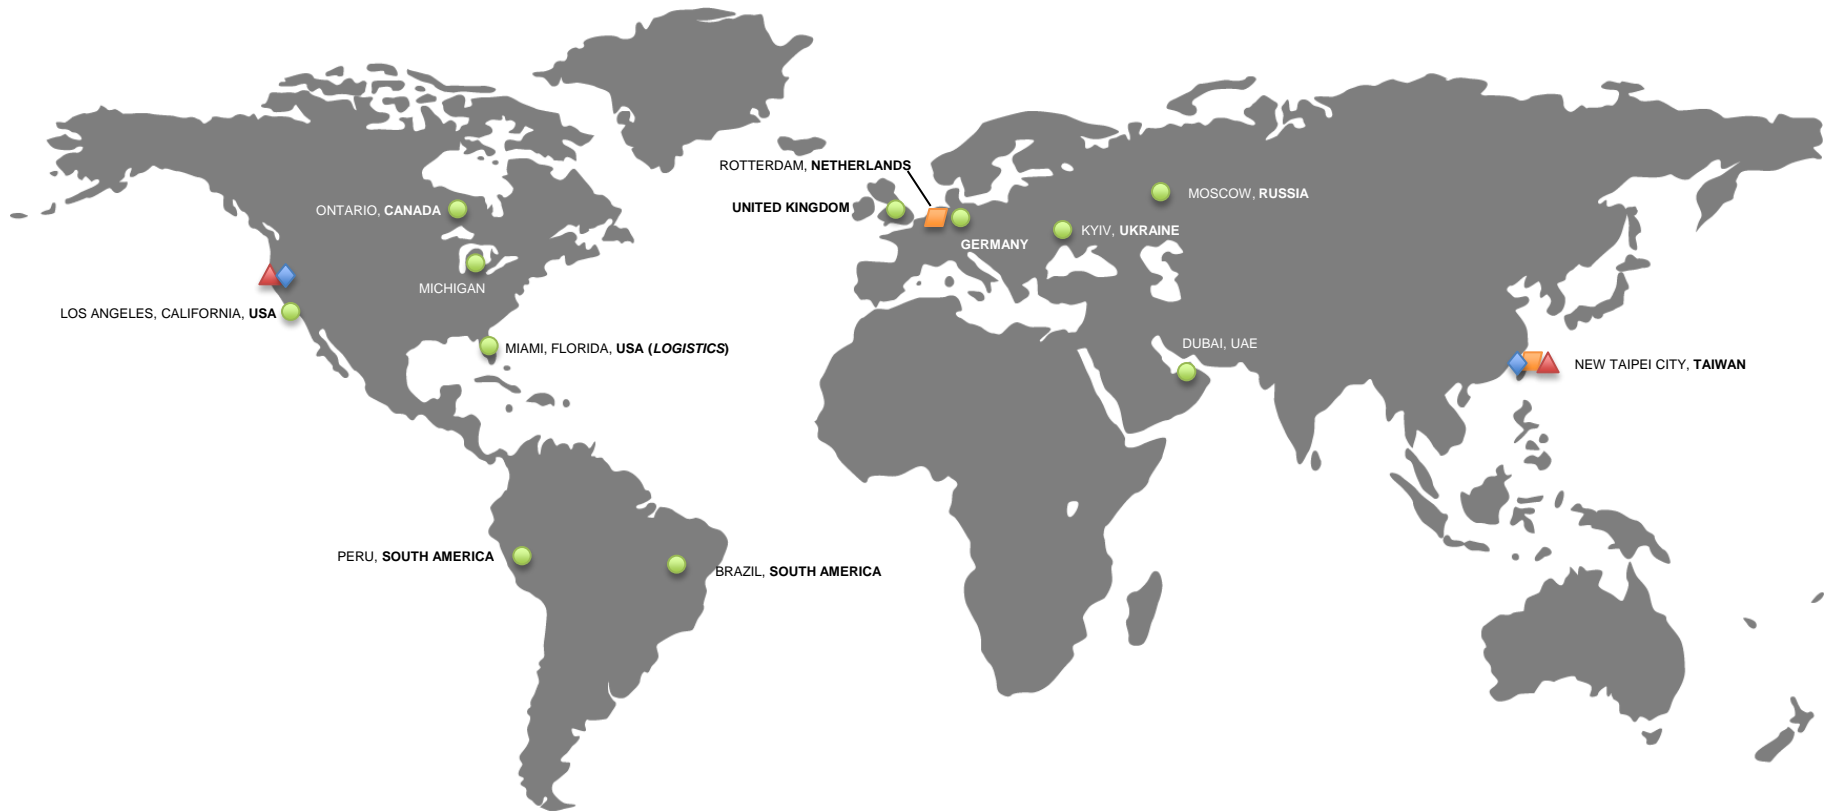 ROTTERDAM, NETHERLANDS
MOSCOW, RUSSIA
UNITED KINGDOM
ONTARIO, CANADA
KYIV, UKRAINE
GERMANY
MICHIGAN
LOS ANGELES, CALIFORNIA, USA
DUBAI, UAE
MIAMI, FLORIDA, USA (LOGISTICS)
NEW TAIPEI CITY, TAIWAN
PERU, SOUTH AMERICA
BRAZIL, SOUTH AMERICA